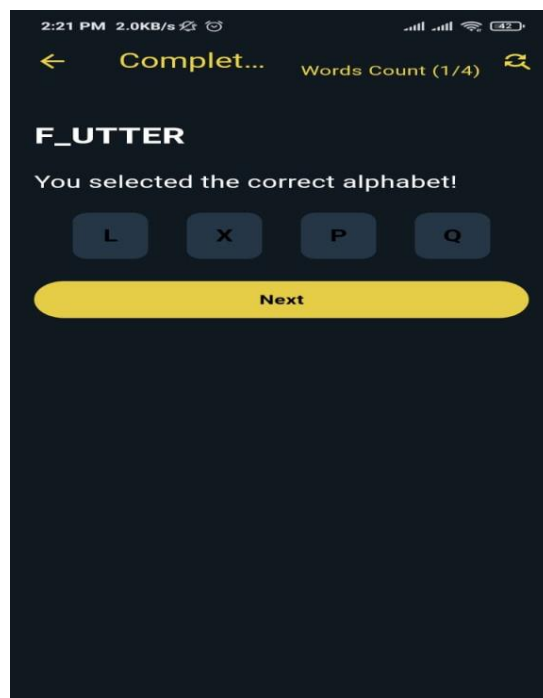 2:21 PM 2.0KB/s 42
Complet... Words Count (1/4)
F_UTTER
You selected the correct alphabet!
L X P Q
Next